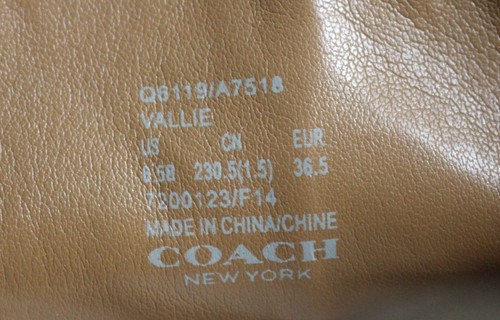 Q6119/A7518
VALLIE
US CN EUR
6.5B 230.5(1.5) 36.5
7200123/F14
MADE IN CHINA/CHINE
COACH
NEW YORK